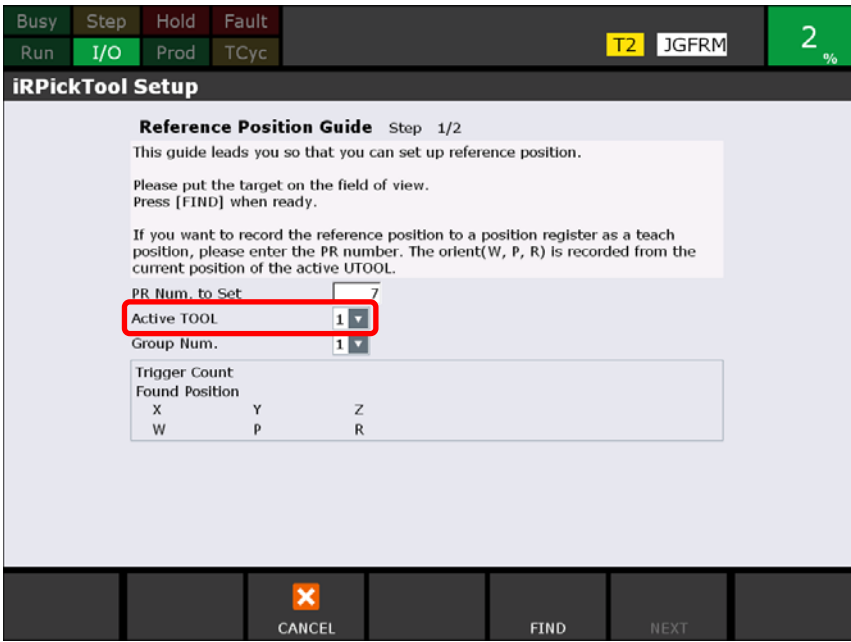 Busy Step Hold Fault
Run I/O Prod TCyc
T2 JGFRM
2 %
iRPickTool Setup
Reference Position Guide Step 1/2
This guide leads you so that you can set up reference position.
Please put the target on the field of view.
Press [FIND] when ready.
If you want to record the reference position to a position register as a teach
position, please enter the PR number. The orient(W, P, R) is recorded from the
current position of the active UTOOL.
PR Num. to Set 7
Active TOOL 1
Group Num. 1
Trigger Count
Found Position
X Y Z
W P R
CANCEL FIND NEXT